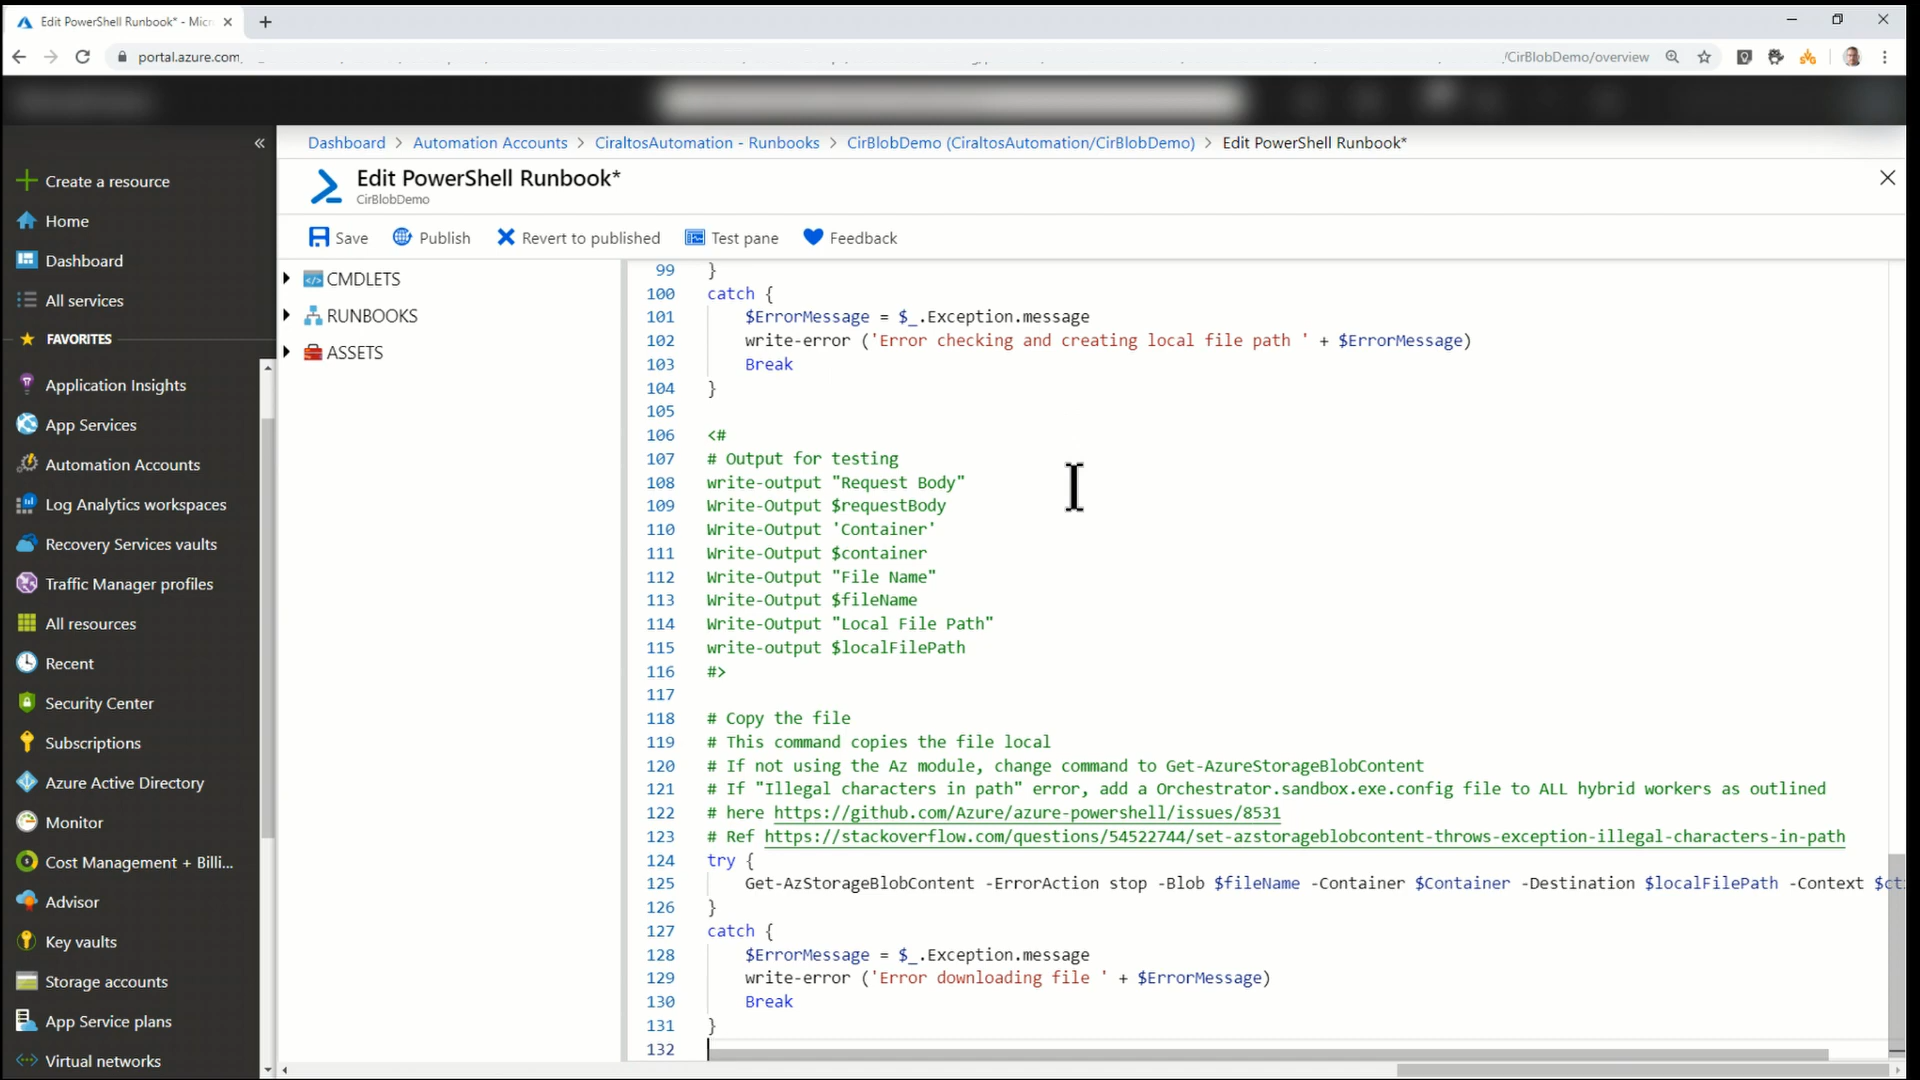 Edit PowerShell Runbook* - Micr
portal.azure.com
/CirBlobDemo/overview
Dashboard > Automation Accounts > CiraltosAutomation - Runbooks > CirBlobDemo (CiraltosAutomation/CirBlobDemo) > Edit PowerShell Runbook*
Edit PowerShell Runbook*
CirBlobDemo
Save Publish Revert to published Test pane Feedback
Create a resource
Home
Dashboard
All services
FAVORITES
Application Insights
App Services
Automation Accounts
Log Analytics workspaces
Recovery Services vaults
Traffic Manager profiles
All resources
Recent
Security Center
Subscriptions
Azure Active Directory
Monitor
Cost Management + Billi...
Advisor
Key vaults
Storage accounts
App Service plans
Virtual networks
CMDLETS
RUNBOOKS
ASSETS
99 }
100 catch {
101 $ErrorMessage = $_.Exception.message
102 write-error ('Error checking and creating local file path ' + $ErrorMessage)
103 Break
104 }
105
106 <#
107 # Output for testing
108 write-output "Request Body"
109 Write-Output $requestBody
110 Write-Output 'Container'
111 Write-Output $container
112 Write-Output "File Name"
113 Write-Output $fileName
114 Write-Output "Local File Path"
115 write-output $localFilePath
116 #>
117
118 # Copy the file
119 # This command copies the file local
120 # If not using the Az module, change command to Get-AzureStorageBlobContent
121 # If "Illegal characters in path" error, add a Orchestrator.sandbox.exe.config file to ALL hybrid workers as outlined
122 # here https://github.com/Azure/azure-powershell/issues/8531
123 # Ref https://stackoverflow.com/questions/54522744/set-azstorageblobcontent-throws-exception-illegal-characters-in-path
124 try {
125 Get-AzStorageBlobContent -ErrorAction stop -Blob $fileName -Container $Container -Destination $localFilePath -Context $ct
126 }
127 catch {
128 $ErrorMessage = $_.Exception.message
129 write-error ('Error downloading file ' + $ErrorMessage)
130 Break
131 }
132